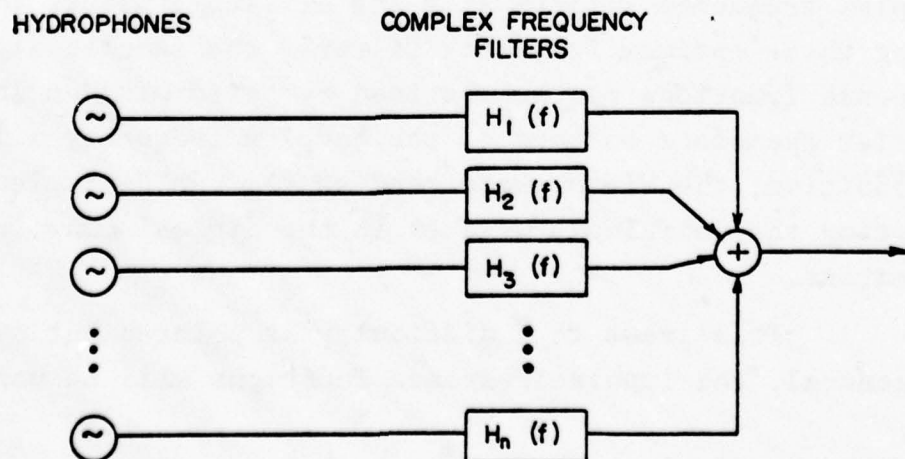 HYDROPHONES
COMPLEX FREQUENCY
FILTERS
~ H₁ (f)
~ H₂ (f)
~ H₃ (f)
+
~ Hₙ (f)